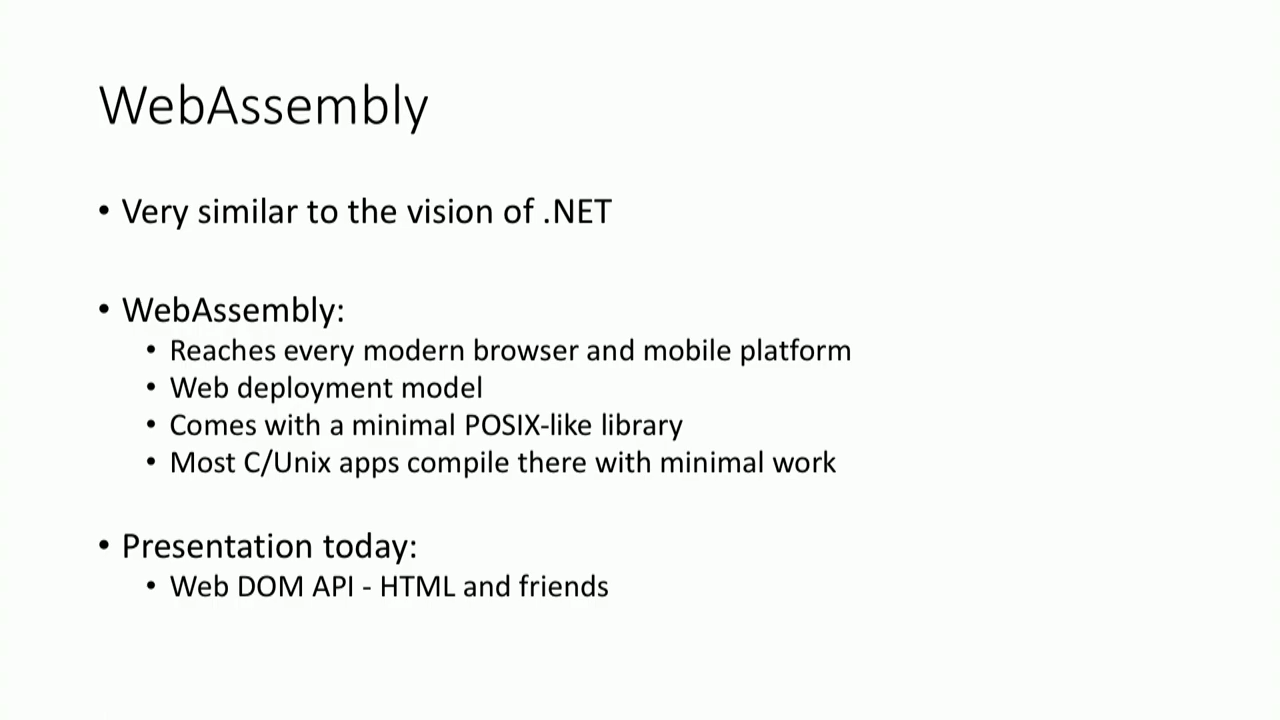 WebAssembly
• Very similar to the vision of .NET
• WebAssembly:
• Reaches every modern browser and mobile platform
• Web deployment model
• Comes with a minimal POSIX-like library
• Most C/Unix apps compile there with minimal work
• Presentation today:
• Web DOM API - HTML and friends